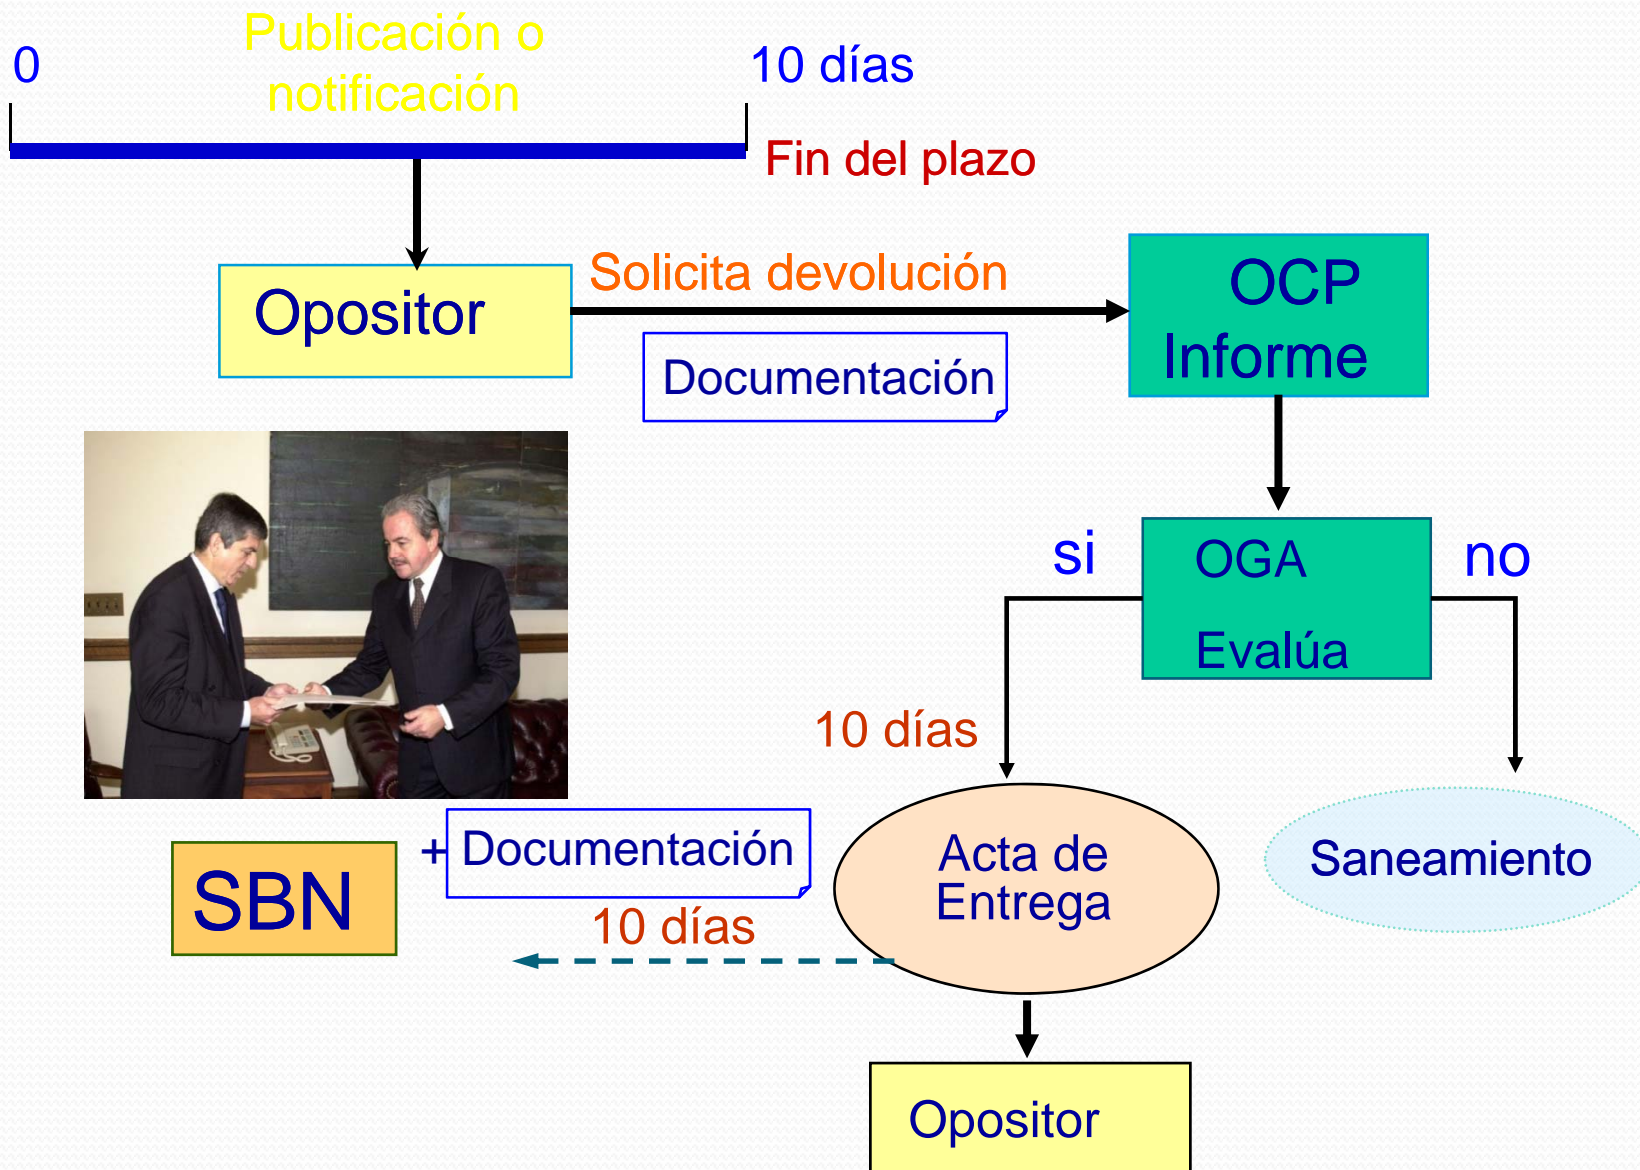 Publicación o
notificación
0
10 días
Fin del plazo
Opositor
Solicita devolución
Documentación
OCP
Informe
si
OGA
Evalúa
no
10 días
Acta de
Entrega
Saneamiento
+ Documentación
10 días
SBN
Opositor